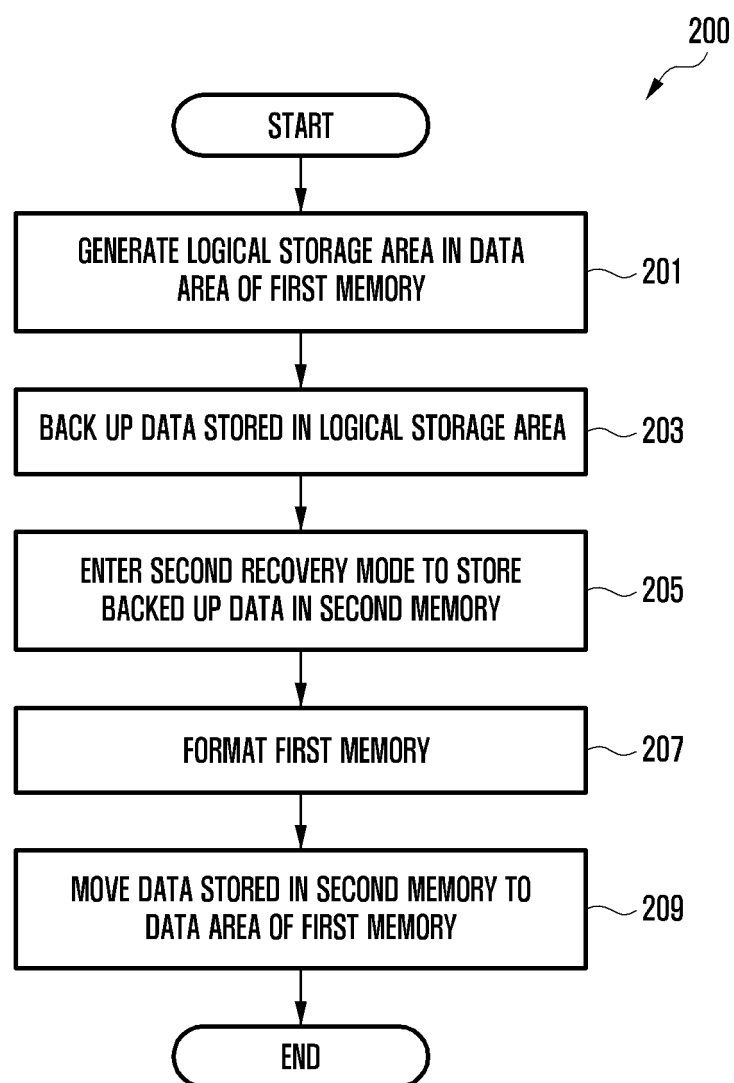 200
START
GENERATE LOGICAL STORAGE AREA IN DATA
AREA OF FIRST MEMORY
201
BACK UP DATA STORED IN LOGICAL STORAGE AREA
203
ENTER SECOND RECOVERY MODE TO STORE
BACKED UP DATA IN SECOND MEMORY
205
FORMAT FIRST MEMORY
207
MOVE DATA STORED IN SECOND MEMORY TO
DATA AREA OF FIRST MEMORY
209
END